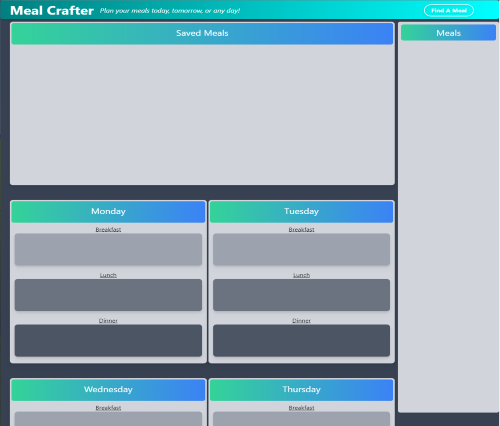 Meal Crafter Plan your meals today, tomorrow, or any day! Find A Meal
Saved Meals
Meals
Monday
Tuesday
Breakfast
Breakfast
Lunch
Lunch
Dinner
Dinner
Wednesday
Thursday
Breakfast
Breakfast